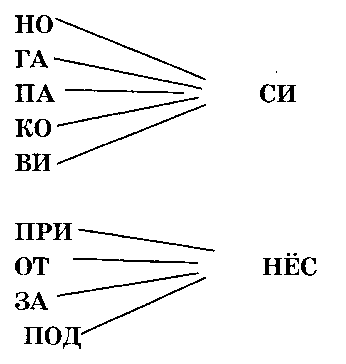 НО
ГА
ПА СИ
КО
ВИ
ПРИ
ОТ НЁС
ЗА
ПОД